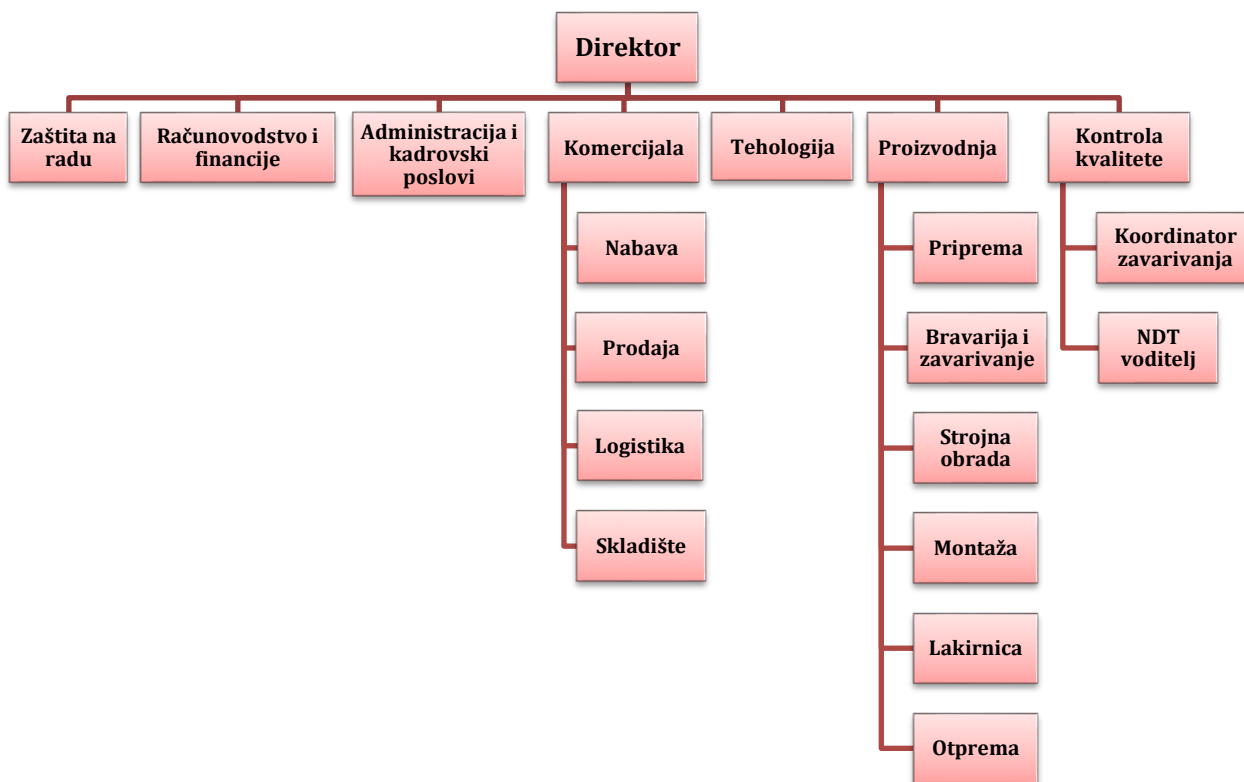 Direktor
Zaštita na
radu
Računovodstvo i
financije
Administracija i
kadrovski
poslovi
Komercijala
Tehologija
Proizvodnja
Kontrola
kvalitete
Nabava
Prodaja
Logistika
Skladište
Priprema
Bravarija i
zavarivanje
Strojna
obrada
Montaža
Lakirnica
Otprema
Koordinator
zavarivanja
NDT
voditelj